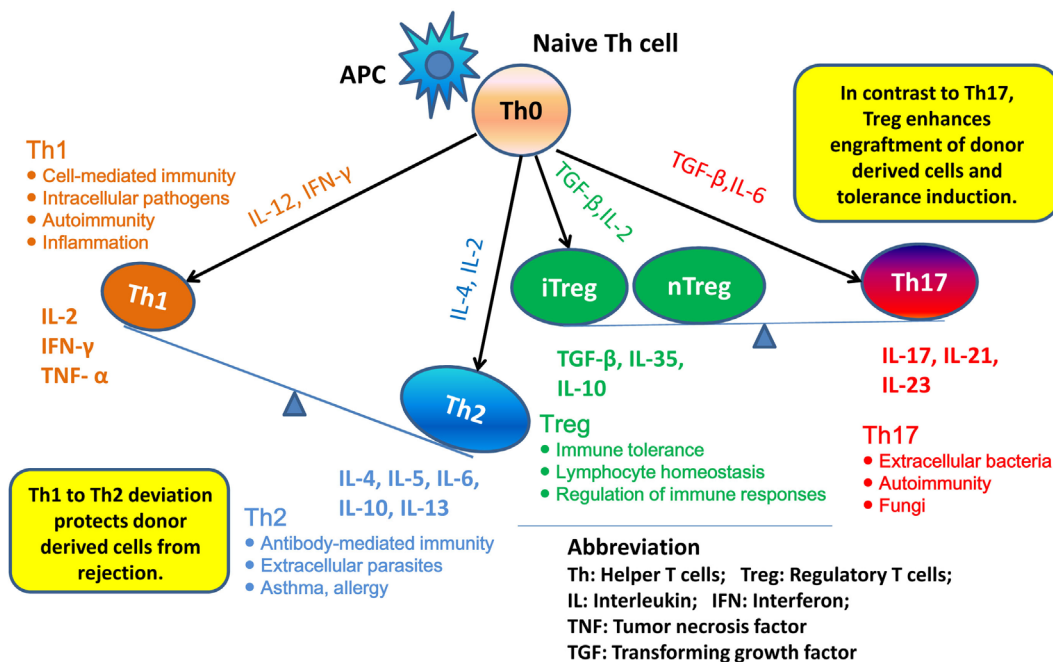 Naive Th cell
APC
Th0
In contrast to Th17,
Treg enhances
engraftment of donor
derived cells and
tolerance induction.
Th1
• Cell-mediated immunity
• Intracellular pathogens
• Autoimmunity
• Inflammation
IL-12, IFN-γ
IL-4, IL-2
TGF-β,IL-2
TGF-β,IL-6
Th1
iTreg
nTreg
Th17
IL-2
IFN-γ
TNF- α
Th2
TGF-β, IL-35,
IL-10
IL-17, IL-21,
IL-23
Treg
• Immune tolerance
• Lymphocyte homeostasis
• Regulation of immune responses
Th17
• Extracellular bacteria
• Autoimmunity
• Fungi
Th1 to Th2 deviation
protects donor
derived cells from
rejection.
IL-4, IL-5, IL-6,
IL-10, IL-13
Th2
• Antibody-mediated immunity
• Extracellular parasites
• Asthma, allergy
Abbreviation
Th: Helper T cells; Treg: Regulatory T cells;
IL: Interleukin; IFN: Interferon;
TNF: Tumor necrosis factor
TGF: Transforming growth factor